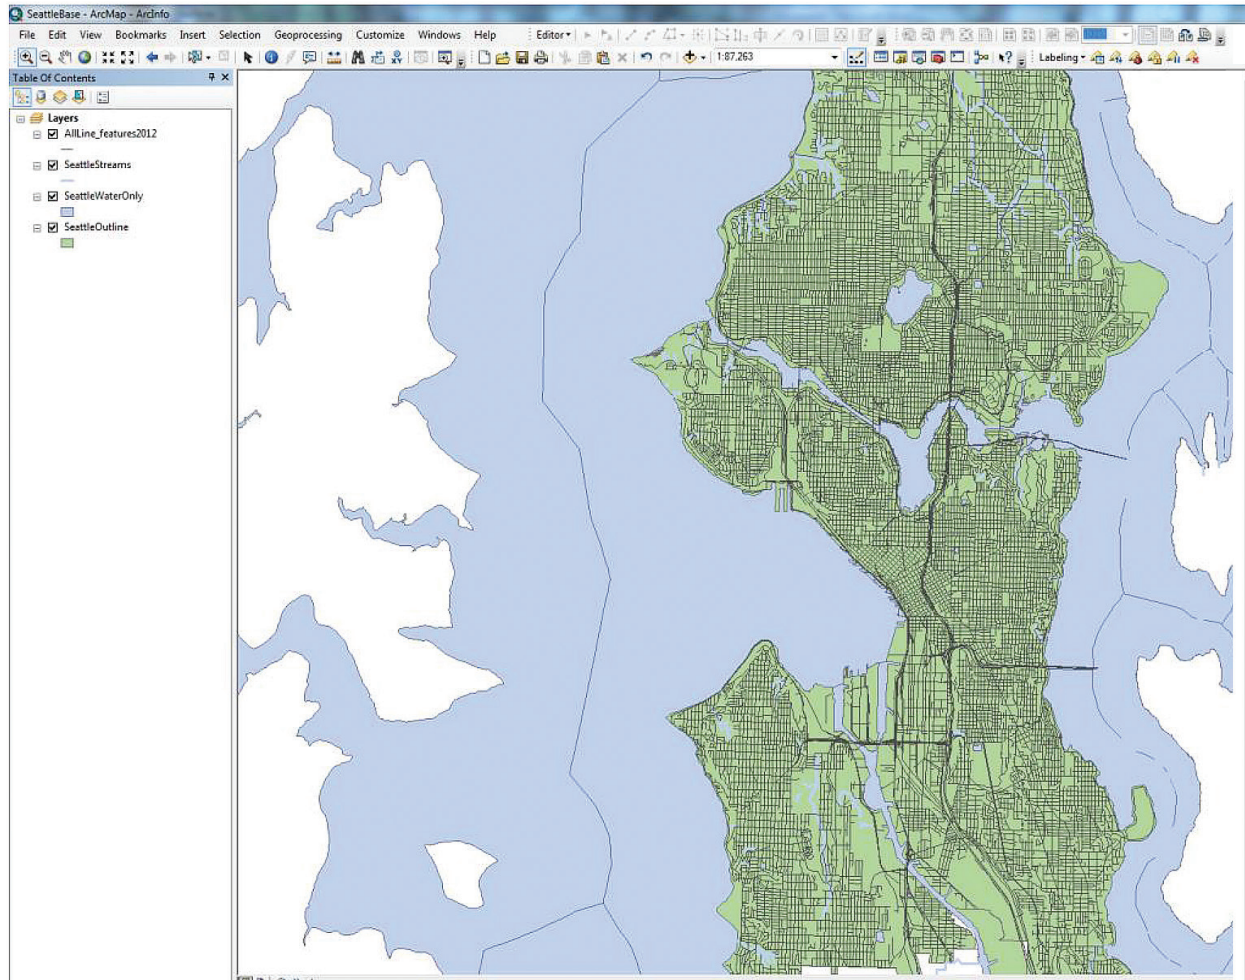 SeattleBase - ArcMap - ArcInfo
File Edit View Bookmarks Insert Selection Geoprocessing Customize Windows Help Editor
1:87,263 Labeling
Table Of Contents
Layers
AllLine_features2012
SeattleStreams
SeattleWaterOnly
SeattleOutline